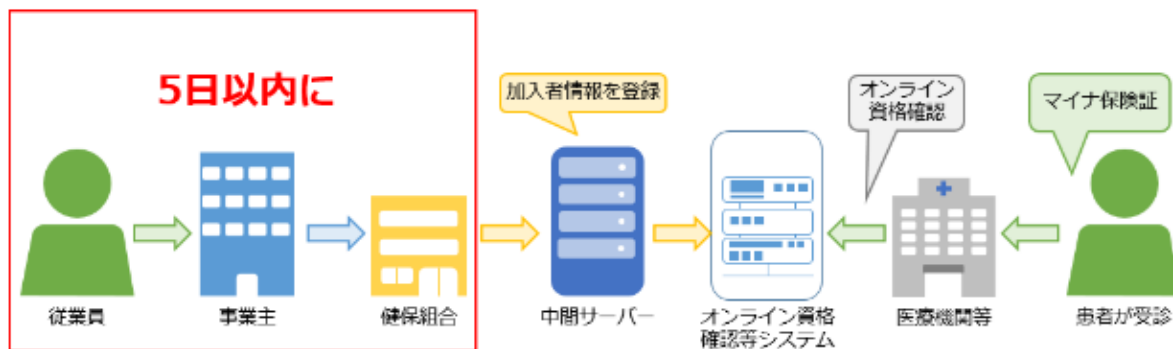 5日以内に
加入者情報を登録
オンライン
資格確認
マイナ保険証
従業員
事業主
健保組合
中間サーバー
オンライン資格
確認等システム
医療機関等
患者が受診